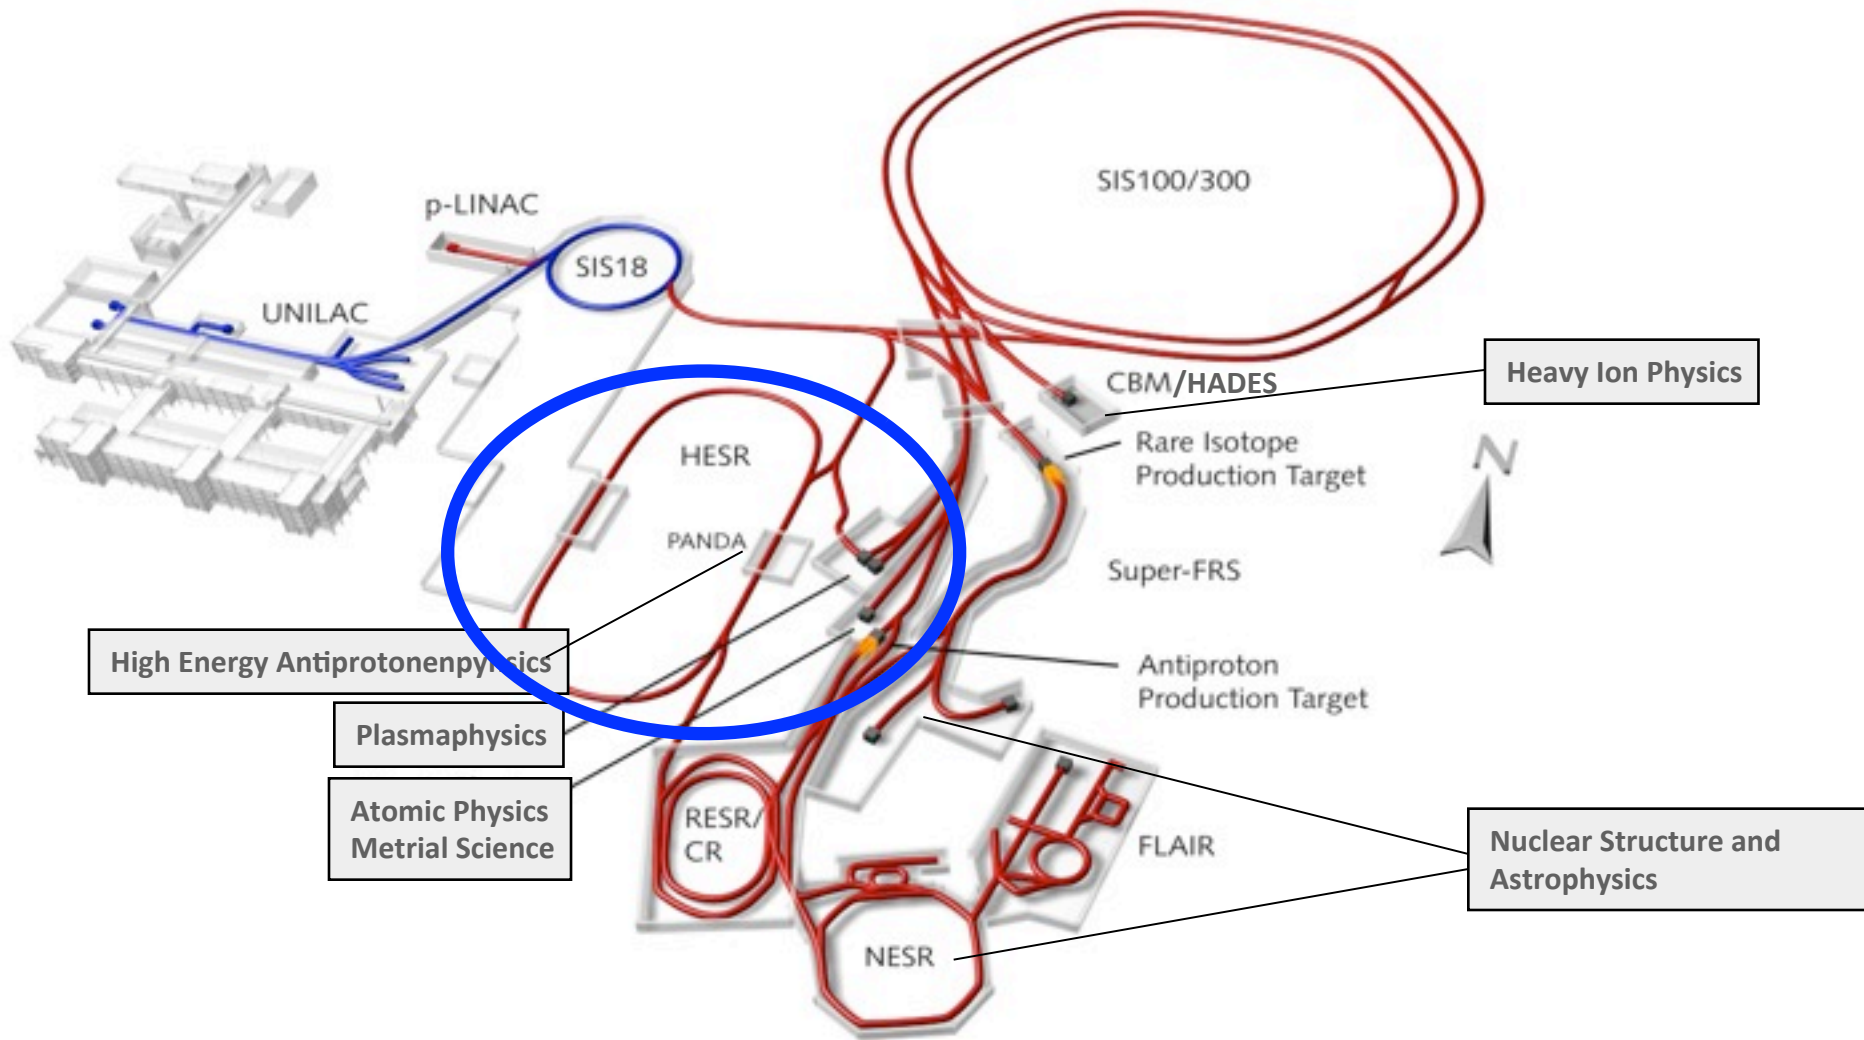 SIS100/300
p-LINAC
SIS18
UNILAC
Heavy Ion Physics
CBM/HADES
Rare Isotope
Production Target
N
HESR
PANDA
Super-FRS
High Energy Antiprotonenpyhsics
Antiproton
Production Target
Plasmaphysics
Atomic Physics
Metrial Science
RESR/
CR
FLAIR
Nuclear Structure and
Astrophysics
NESR